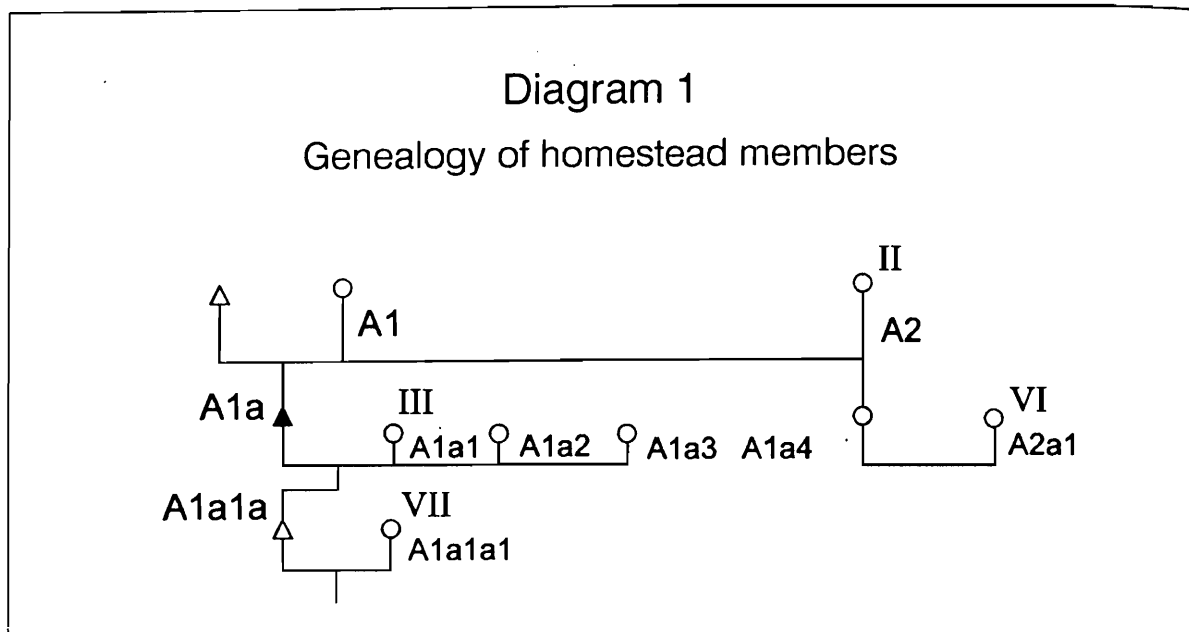 Diagram 1
Genealogy of homestead members
II
A1
A2
A1a
III
VI
A1a1
A1a2
A1a3
A1a4
A2a1
A1a1a
VII
A1a1a1